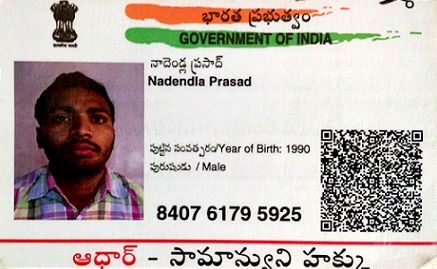 భారత ప్రభుత్వం
GOVERNMENT OF INDIA
నాదెండ్ల ప్రసాద్
Nadendla Prasad
పుట్టిన సంవత్సరం/Year of Birth: 1990
పురుషుడు / Male
8407 6179 5925
ఆధార్ - సామాన్యుని హక్కు